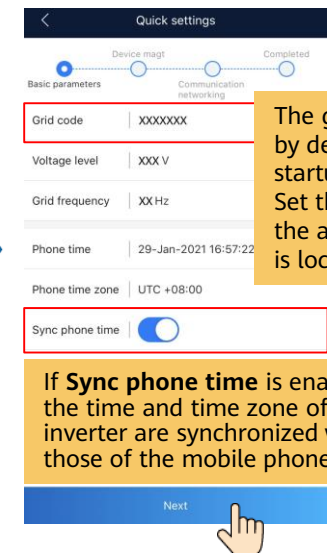 Quick settings
Device magt
Completed
Basic parameters
Communication
networking
Grid code XXXXXXX
Voltage level XXX V
Grid frequency XX Hz
Phone time 29-Jan-2021 16:57:22
Phone time zone UTC +08:00
Sync phone time
The g
by de
startu
Set th
the a
is loc
If Sync phone time is ena
the time and time zone of
inverter are synchronized
those of the mobile phone
Next